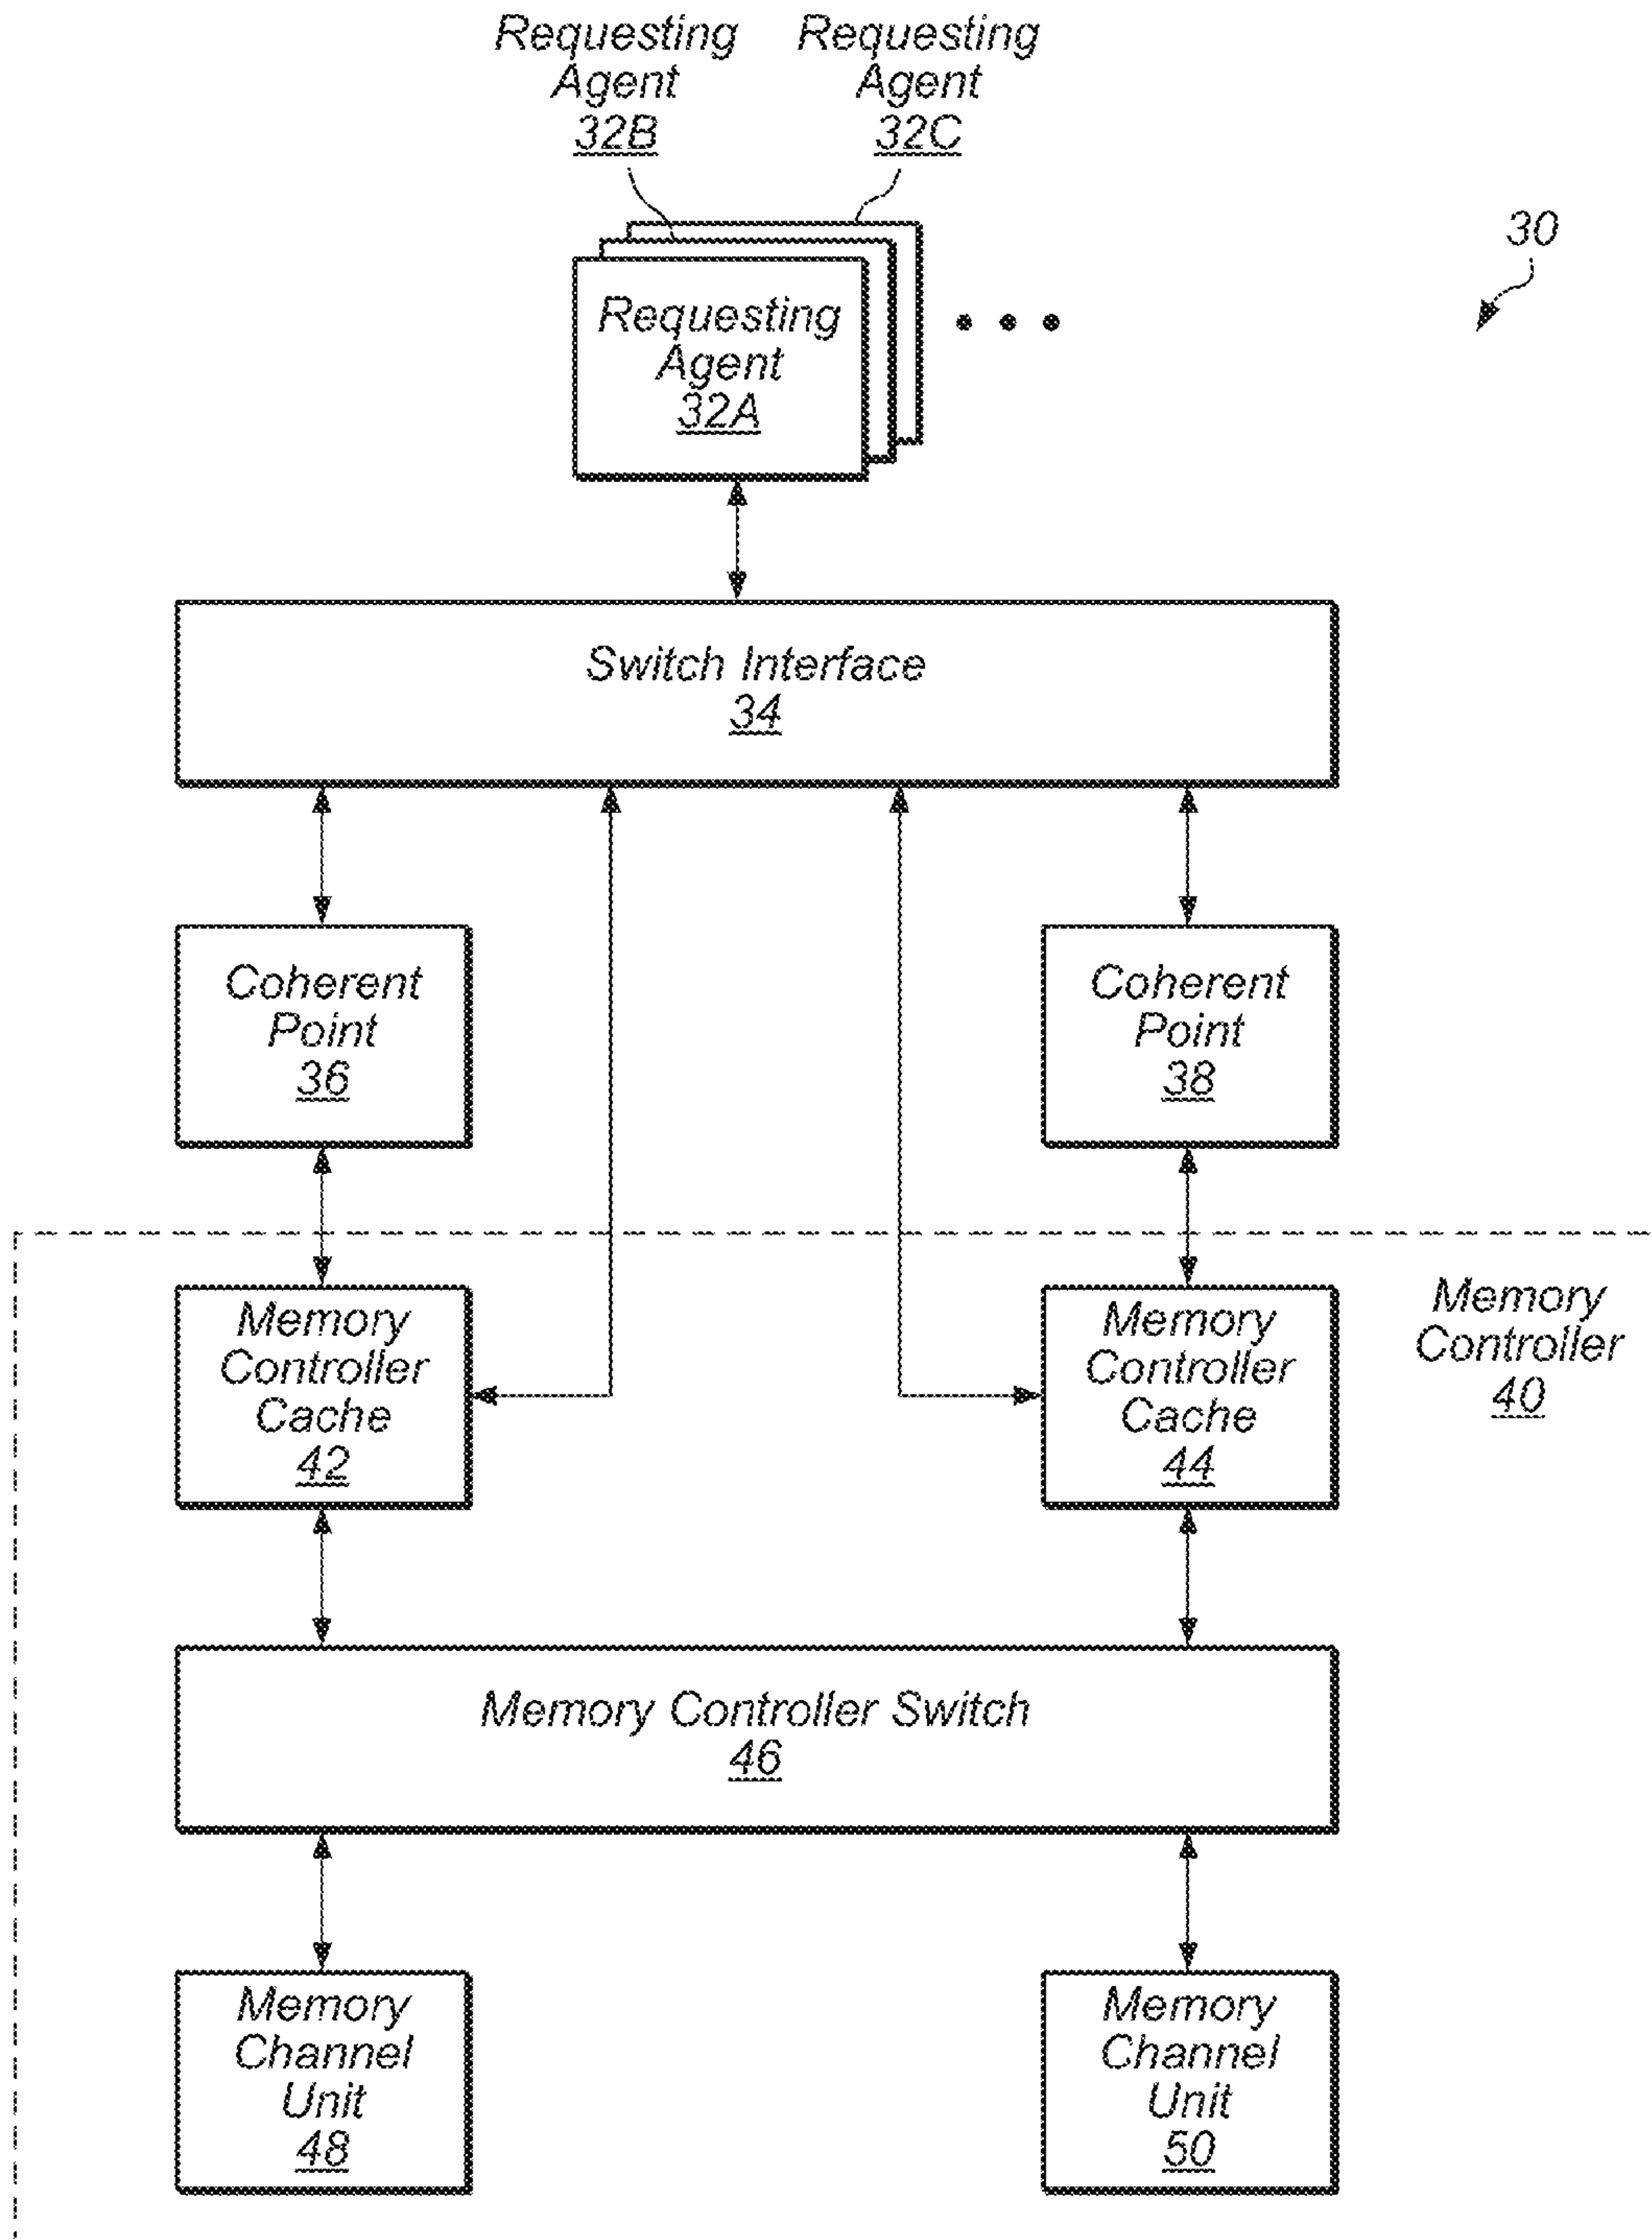 Requesting
Agent
32B
Requesting
Agent
32C
30
Requesting
Agent
32A
Switch Interface
34
Coherent
Point
36
Coherent
Point
38
Memory
Controller
Cache
42
Memory
Controller
Cache
44
Memory
Controller
40
Memory Controller Switch
46
Memory
Channel
Unit
48
Memory
Channel
Unit
50